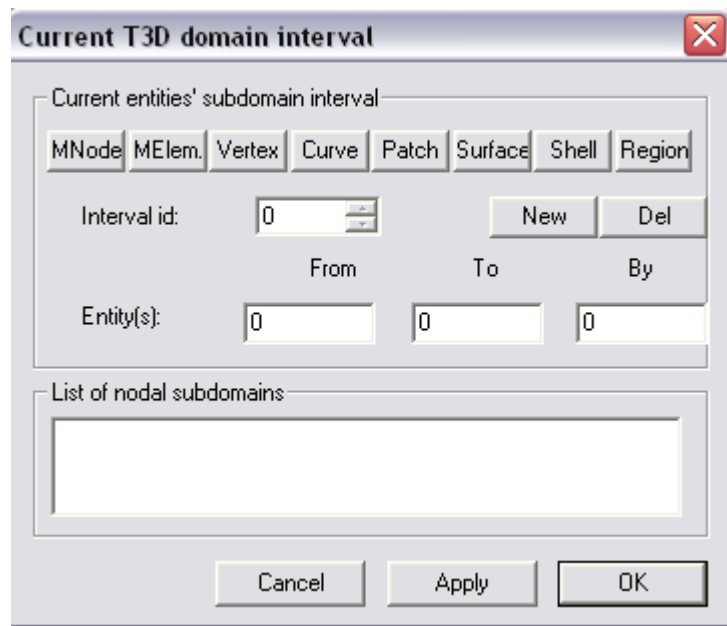 Current T3D domain interval
Current entities' subdomain interval
MNode MElem. Vertex Curve Patch Surface Shell Region
Interval id: 0 New Del
From To By
Entity(s): 0 0 0
List of nodal subdomains
Cancel Apply OK